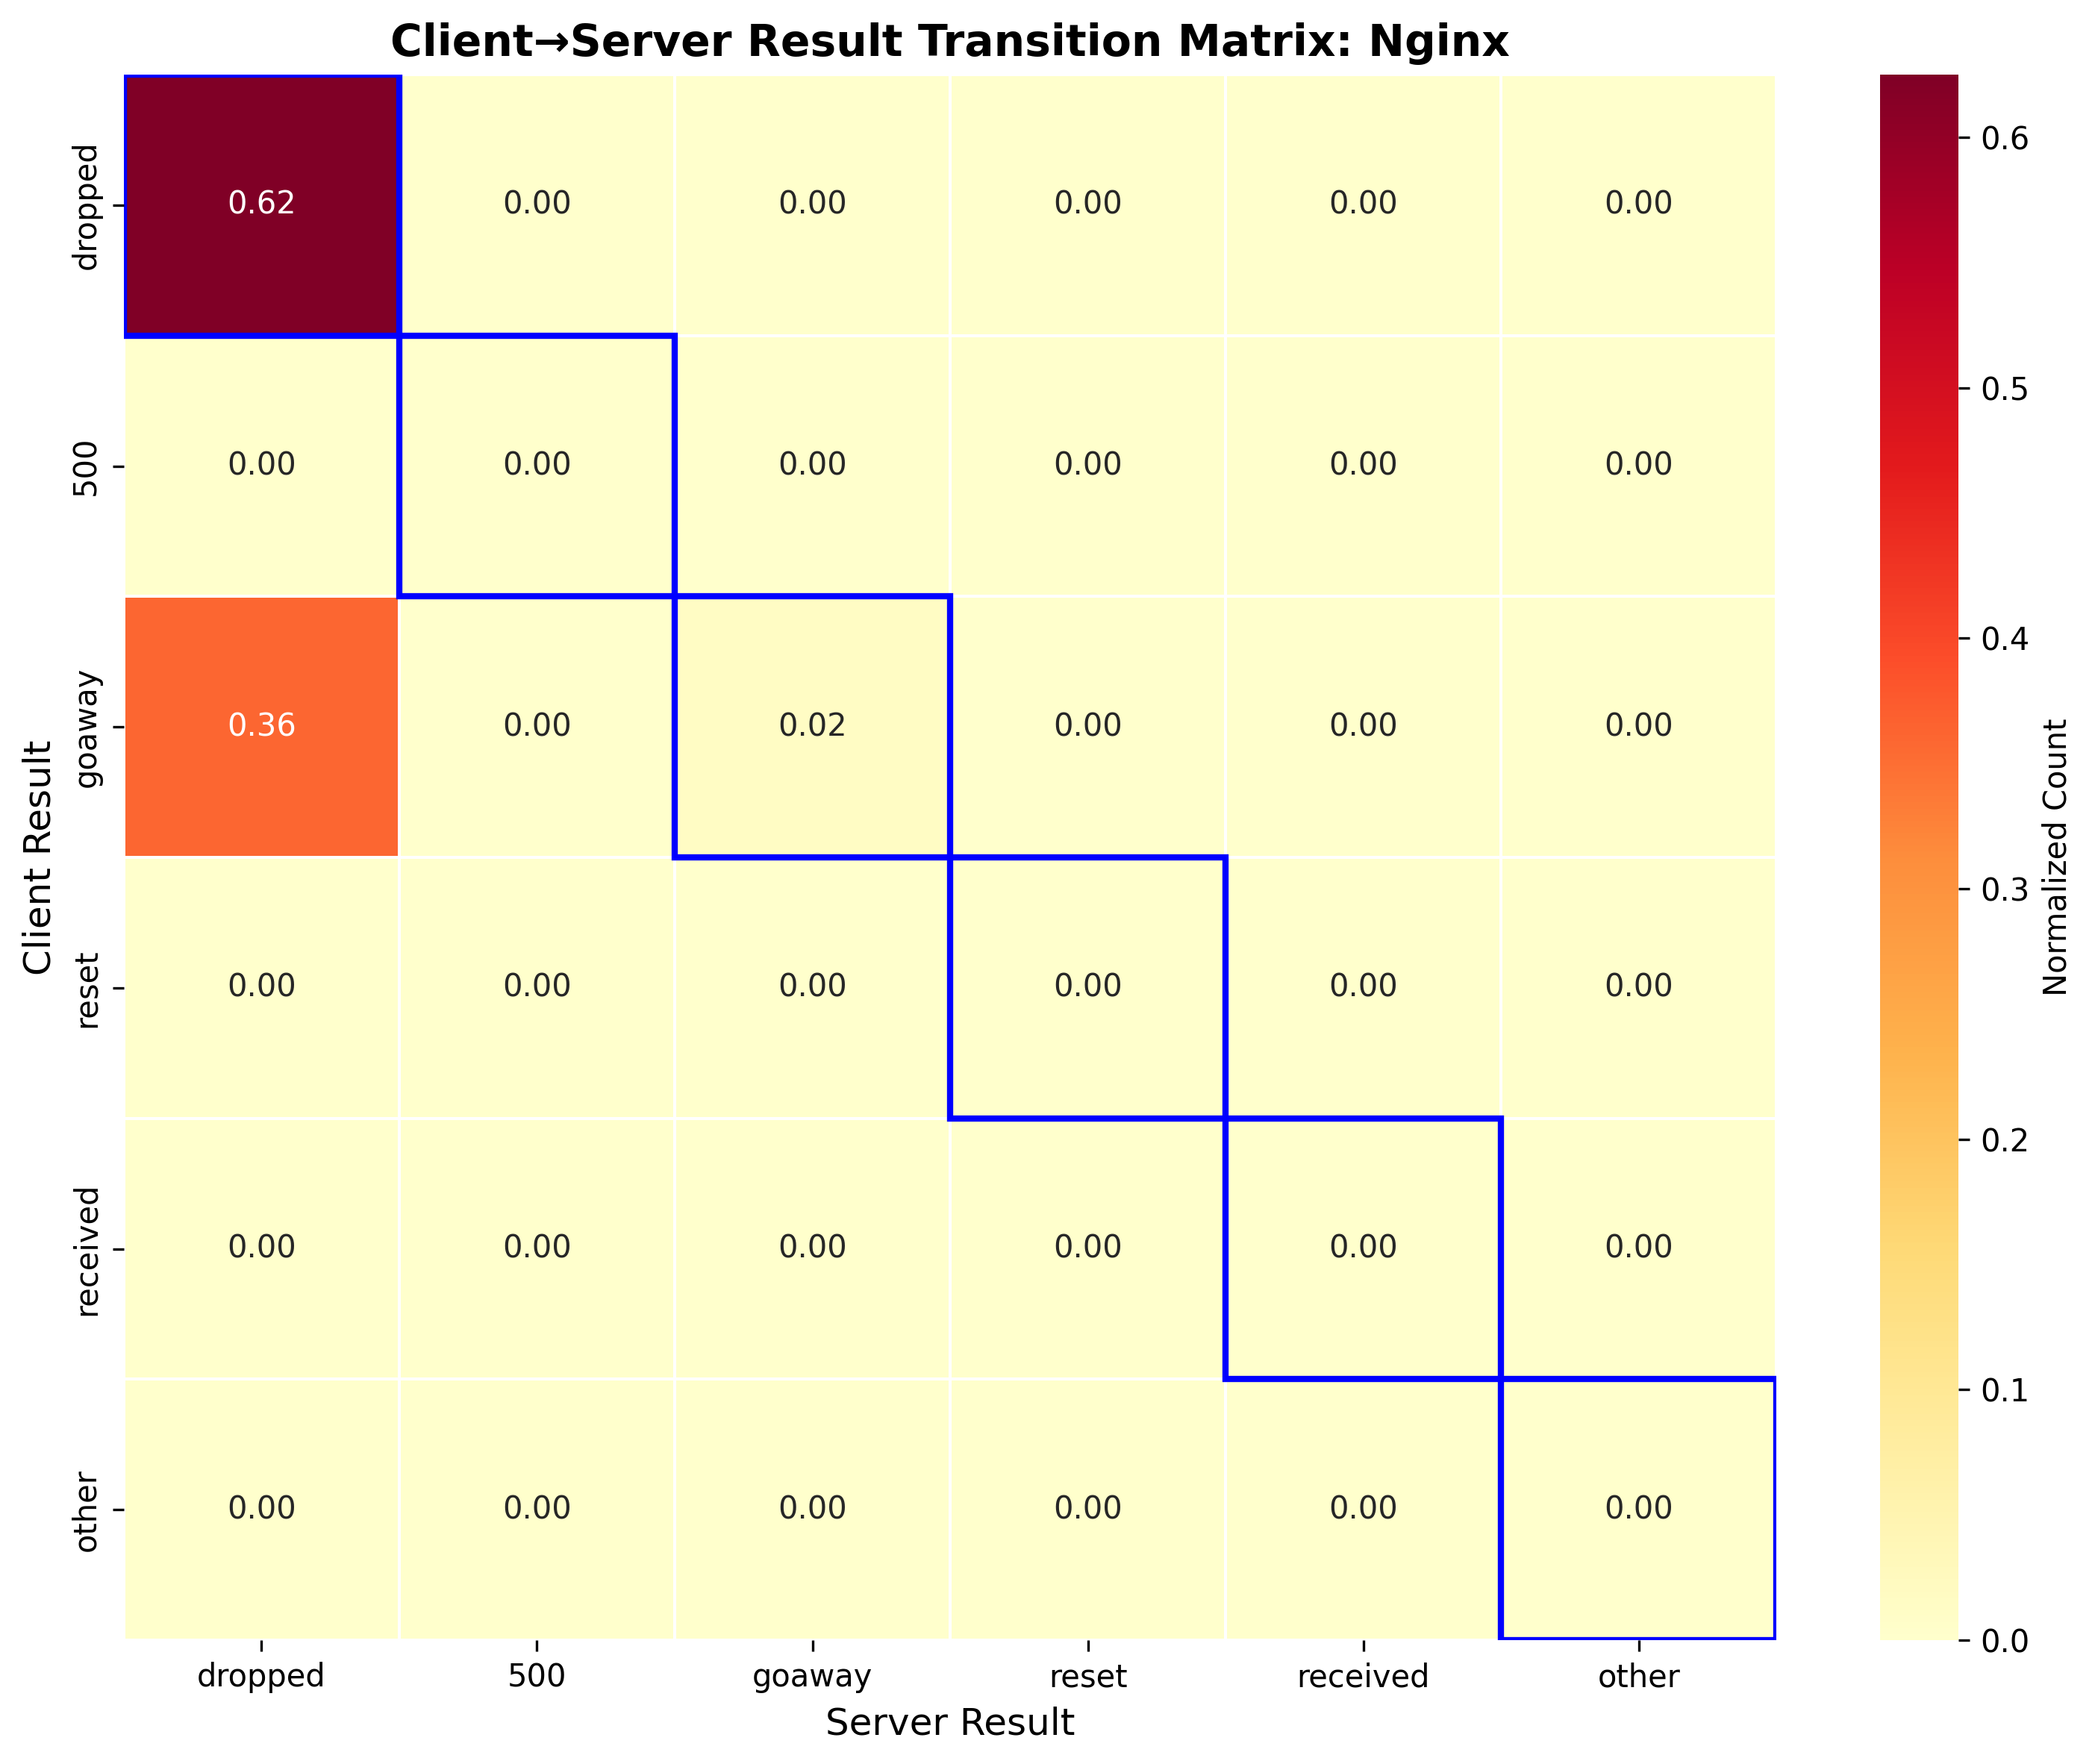 Client→Server Result Transition Matrix: Nginx
dropped
0.62 0.00 0.00 0.00 0.00 0.00
500
0.00 0.00 0.00 0.00 0.00 0.00
goaway
0.36 0.00 0.02 0.00 0.00 0.00
reset
0.00 0.00 0.00 0.00 0.00 0.00
received
0.00 0.00 0.00 0.00 0.00 0.00
other
0.00 0.00 0.00 0.00 0.00 0.00
dropped 500 goaway reset received other
Server Result
Client Result
0.6
0.5
0.4
0.3
0.2
0.1
0.0
Normalized Count